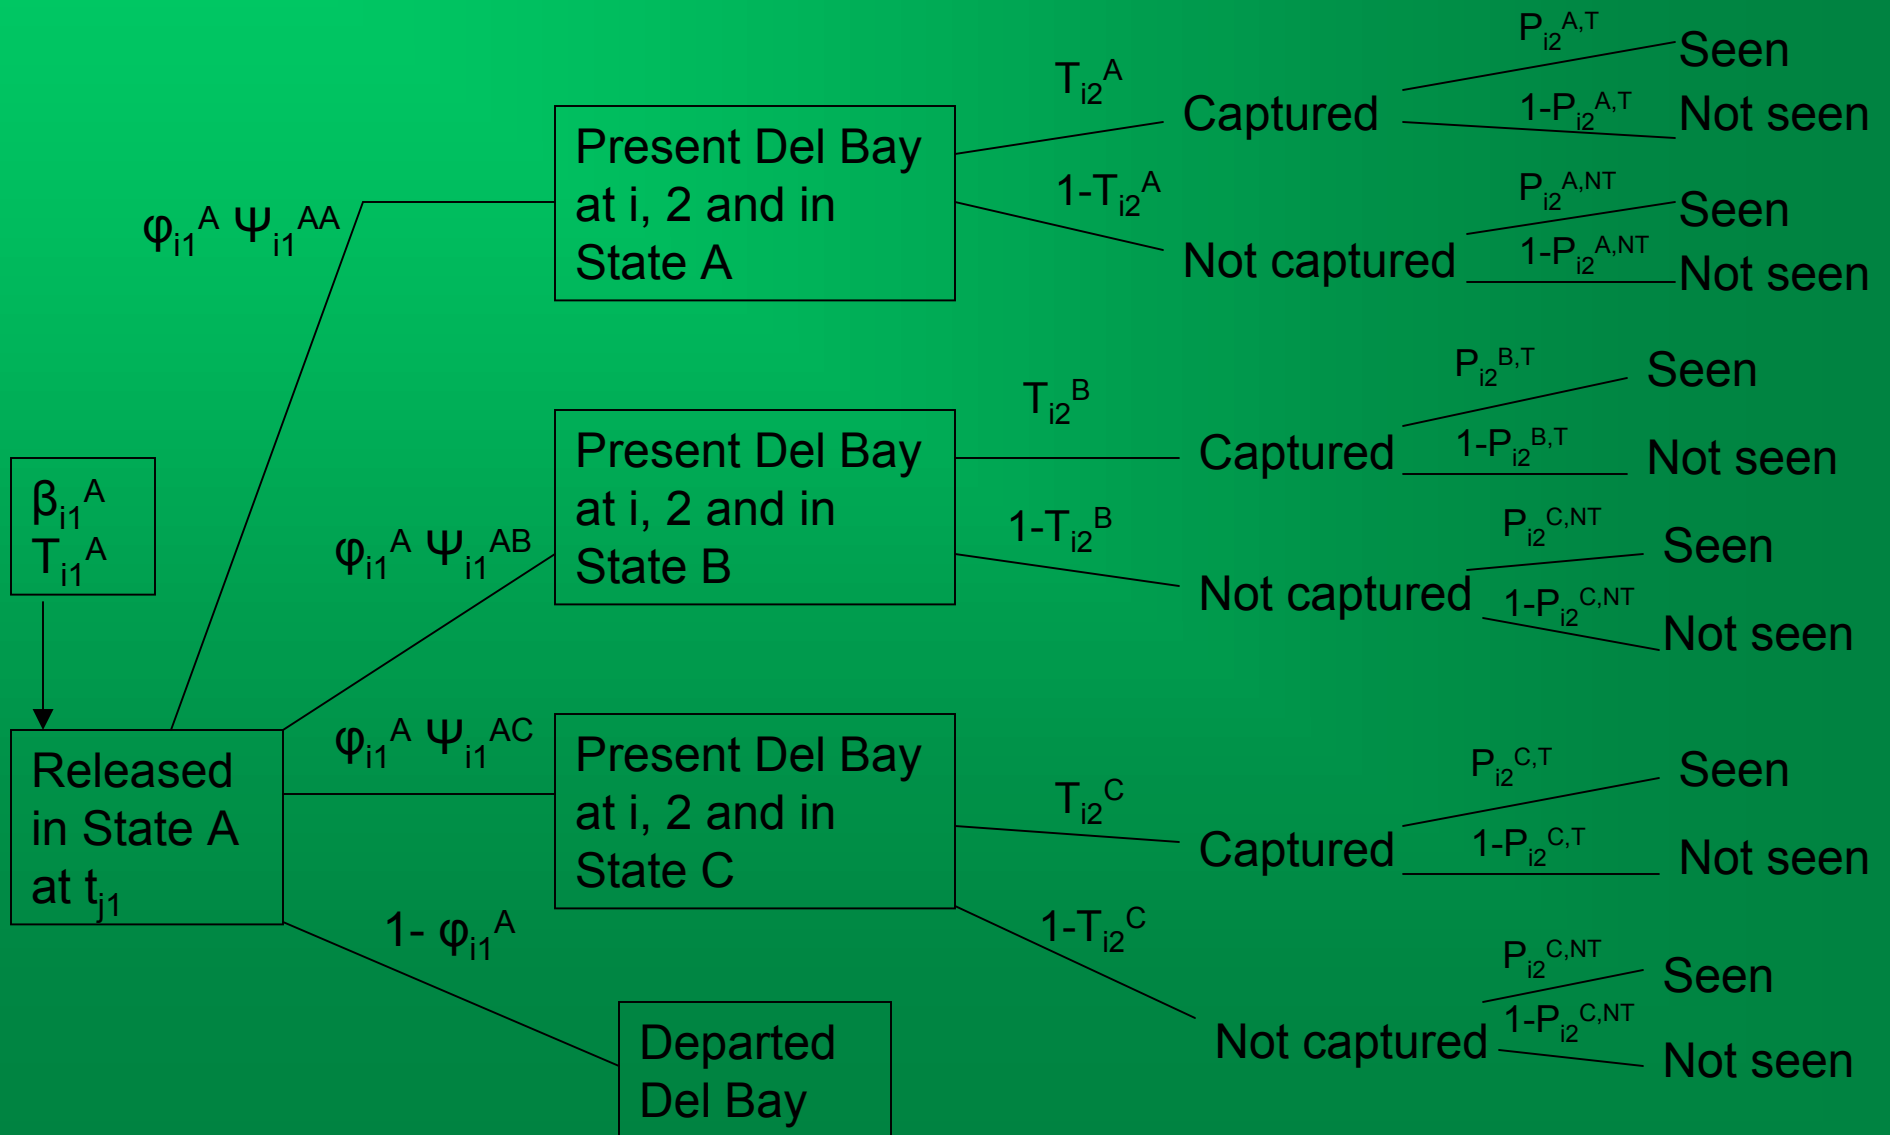 β_i1^A
T_i1^A
Released
in State A
at t_j1
φ_i1^A Ψ_i1^AA
φ_i1^A Ψ_i1^AB
φ_i1^A Ψ_i1^AC
1- φ_i1^A
Present Del Bay
at i, 2 and in
State A
T_i2^A
Captured
P_i2^A,T
Seen
1-P_i2^A,T
Not seen
1-T_i2^A
Not captured
P_i2^A,NT
Seen
1-P_i2^A,NT
Not seen
Present Del Bay
at i, 2 and in
State B
T_i2^B
Captured
P_i2^B,T
Seen
1-P_i2^B,T
Not seen
1-T_i2^B
Not captured
P_i2^C,NT
Seen
1-P_i2^C,NT
Not seen
Present Del Bay
at i, 2 and in
State C
T_i2^C
Captured
P_i2^C,T
Seen
1-P_i2^C,T
Not seen
1-T_i2^C
Not captured
P_i2^C,NT
Seen
1-P_i2^C,NT
Not seen
Departed
Del Bay